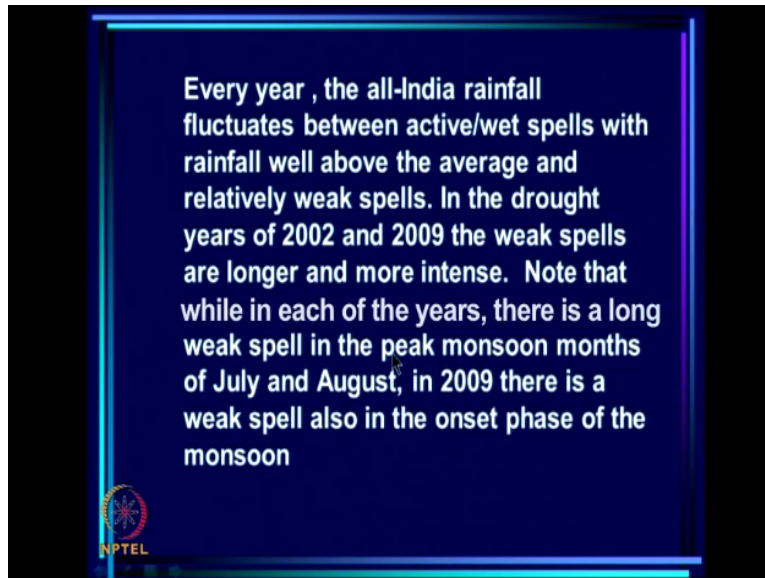 Every year , the all-India rainfall
fluctuates between active/wet spells with
rainfall well above the average and
relatively weak spells. In the drought
years of 2002 and 2009 the weak spells
are longer and more intense.  Note that
while in each of the years, there is a long
weak spell in the peak monsoon months
of July and August, in 2009 there is a
weak spell also in the onset phase of the
monsoon
NPTEL